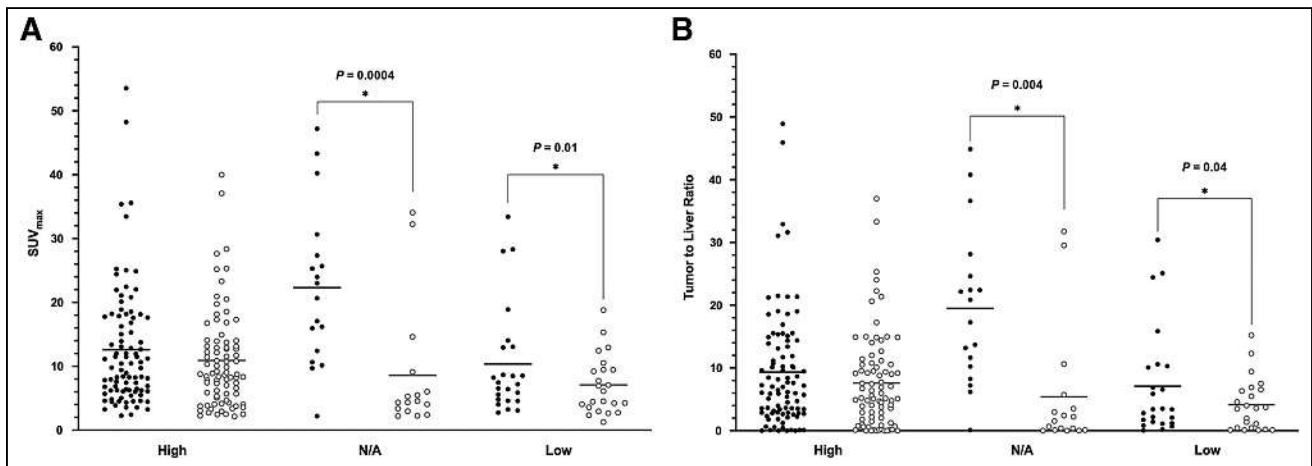 A
60
50
40
30
20
10
0
SUVmax
P = 0.0004
*
P = 0.01
*
High
N/A
Low
B
60
50
40
30
20
10
0
Tumor to Liver Ratio
P = 0.004
*
P = 0.04
*
High
N/A
Low